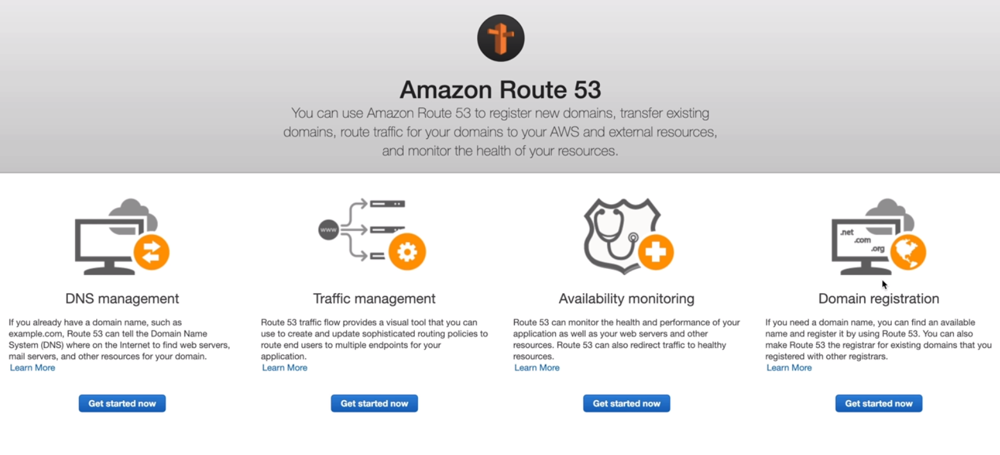 Amazon Route 53
You can use Amazon Route 53 to register new domains, transfer existing
domains, route traffic for your domains to your AWS and external resources,
and monitor the health of your resources.
www
.net
.com
.org
DNS management
If you already have a domain name, such as
example.com, Route 53 can tell the Domain Name
System (DNS) where on the Internet to find web servers,
mail servers, and other resources for your domain.
Learn More
Get started now
Traffic management
Route 53 traffic flow provides a visual tool that you can
use to create and update sophisticated routing policies to
route end users to multiple endpoints for your
application.
Learn More
Get started now
Availability monitoring
Route 53 can monitor the health and performance of your
application as well as your web servers and other
resources. Route 53 can also redirect traffic to healthy
resources.
Learn More
Get started now
Domain registration
If you need a domain name, you can find an available
name and register it by using Route 53. You can also
make Route 53 the registrar for existing domains that you
registered with other registrars.
Learn More
Get started now